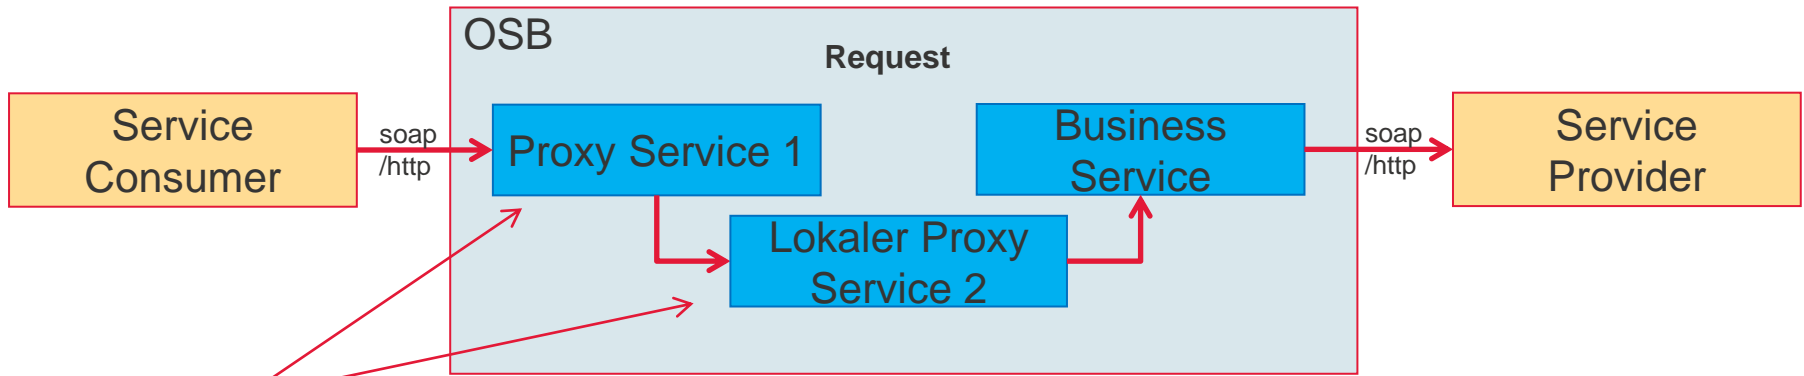 OSB
Request
Service
Consumer
soap
/http
Proxy Service 1
Lokaler Proxy
Service 2
Business
Service
soap
/http
Service
Provider